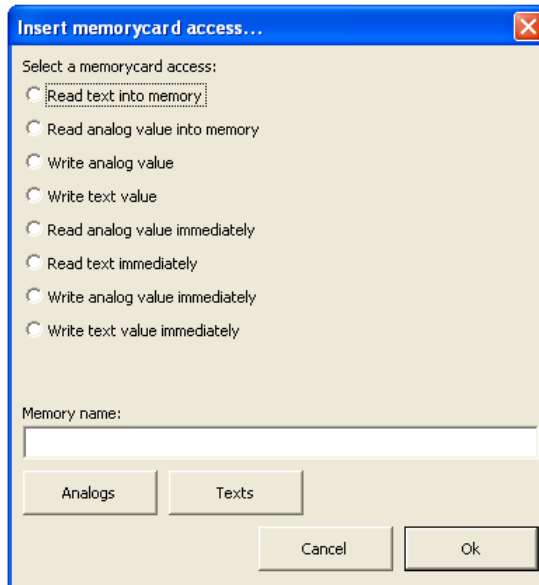 Insert memorycard access...
Select a memorycard access:
Read text into memory
Read analog value into memory
Write analog value
Write text value
Read analog value immediately
Read text immediately
Write analog value immediately
Write text value immediately
Memory name:
Analogs Texts
Cancel Ok